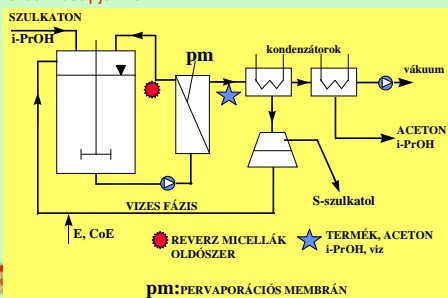 SZULKATON
i-PrOH
pm
kondenzátorok
vákuum
ACETON
i-PrOH
S-szulkatol
VIZES FÁZIS
E, CoE
REVERZ MICELLÁK
OLDÓSZER
TERMÉK, ACETON
i-PrOH, viz
pm:PERVAPORÁCIÓS MEMBRÁN